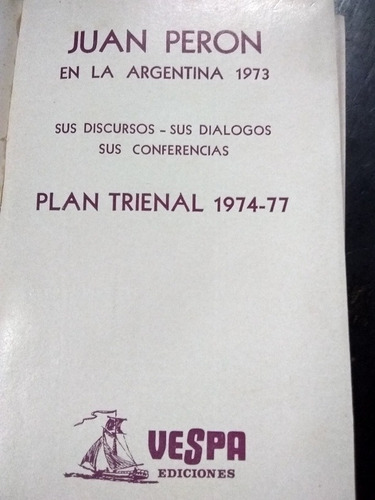 JUAN PERON
EN LA ARGENTINA 1973
SUS DISCURSOS - SUS DIALOGOS
SUS CONFERENCIAS
PLAN TRIENAL 1974-77
VESPA
EDICIONES